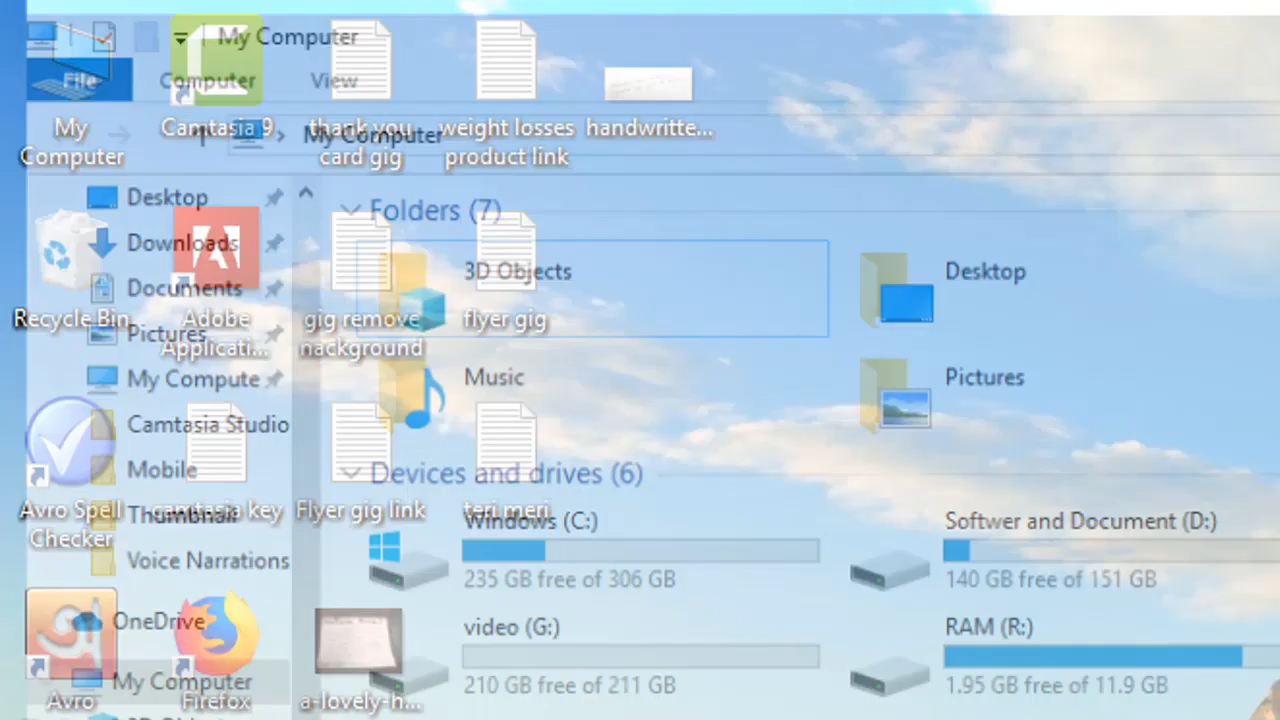 My Computer
File
Computer
View
My Computer
My
Computer
Camtasia 9
thank you
card gig
weight losses
product link
handwritte...
Desktop
Downloads
Documents
Pictures
My Compute
Camtasia Studio
Mobile
Thumbnail
Voice Narrations
OneDrive
My Computer
3D Objects
Recycle Bin
Adobe
Applicati...
gig remove
nackground
flyer gig
Avro Spell
Checker
camtasia key
Flyer gig link
teri meri
Avro
Firefox
a-lovely-h...
Folders (7)
3D Objects
Desktop
Music
Pictures
Devices and drives (6)
Windows (C:)
235 GB free of 306 GB
Softwer and Document (D:)
140 GB free of 151 GB
video (G:)
210 GB free of 211 GB
RAM (R:)
1.95 GB free of 11.9 GB